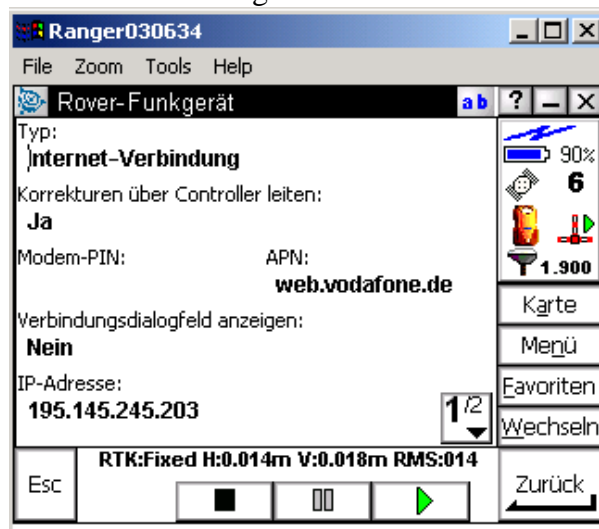 Ranger030634
File Zoom Tools Help
Rover-Funkgerät ab ?
Typ:
Internet-Verbindung
90%
Korrekturen über Controller leiten:
6
Ja
Modem-PIN: APN:
web.vodafone.de
1.900
Verbindungsdialogfeld anzeigen:
Karte
Nein
Menü
IP-Adresse:
Favoriten
195.145.245.203
1/2
Wechseln
RTK:Fixed H:0.014m V:0.018m RMS:014
Esc
Zurück